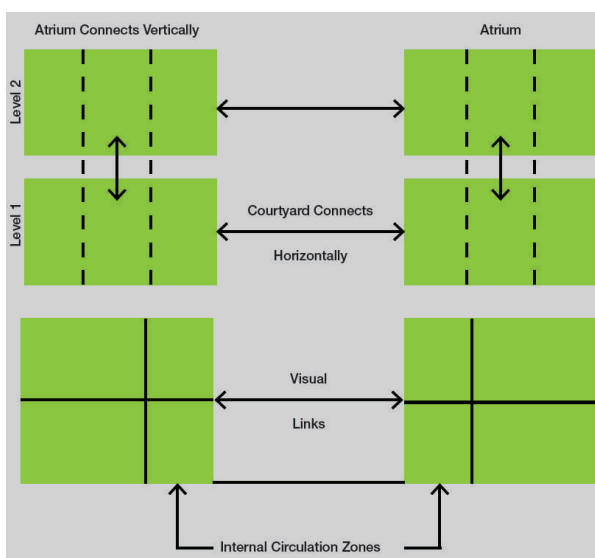 Atrium Connects Vertically
Atrium
Level 2
Level 1
Courtyard Connects
Horizontally
Visual
Links
Internal Circulation Zones